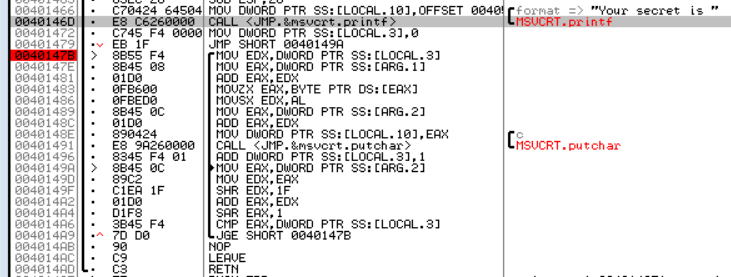 00401466 . C70424 64504 MOV DWORD PTR SS:[LOCAL.10],OFFSET 0040! format => "Your secret is "
0040146D . E8 C6260000 CALL <JMP.&msvcrt.printf> MSVCRT.printf
00401472 . C745 F4 0000 MOV DWORD PTR SS:[LOCAL.3],0
00401479 . EB 1F JMP SHORT 0040149A
0040147B > 8B55 F4 MOV EDX,DWORD PTR SS:[LOCAL.3]
0040147E . 8B45 08 MOV EAX,DWORD PTR SS:[ARG.1]
00401481 . 01D0 ADD EAX,EDX
00401483 . 0FB600 MOVZX EAX,BYTE PTR DS:[EAX]
00401486 . 0FBED0 MOVSX EDX,AL
00401489 . 8B45 0C MOV EAX,DWORD PTR SS:[ARG.2]
0040148C . 01D0 ADD EAX,EDX
0040148E . 890424 MOV DWORD PTR SS:[LOCAL.10],EAX c
00401491 . E8 9A260000 CALL <JMP.&msvcrt.putchar> MSVCRT.putchar
00401496 . 8345 F4 01 ADD DWORD PTR SS:[LOCAL.3],1
0040149A > 8B45 0C MOV EAX,DWORD PTR SS:[ARG.2]
0040149D . 89C2 MOV EDX,EAX
0040149F . C1EA 1F SHR EDX,1F
004014A2 . 01D0 ADD EAX,EDX
004014A4 . D1F8 SAR EAX,1
004014A6 . 3B45 F4 CMP EAX,DWORD PTR SS:[LOCAL.3]
004014A9 .^ 7D D0 JGE SHORT 0040147B
004014AB . 90 NOP
004014AC . C9 LEAVE
004014AD . C3 RETN